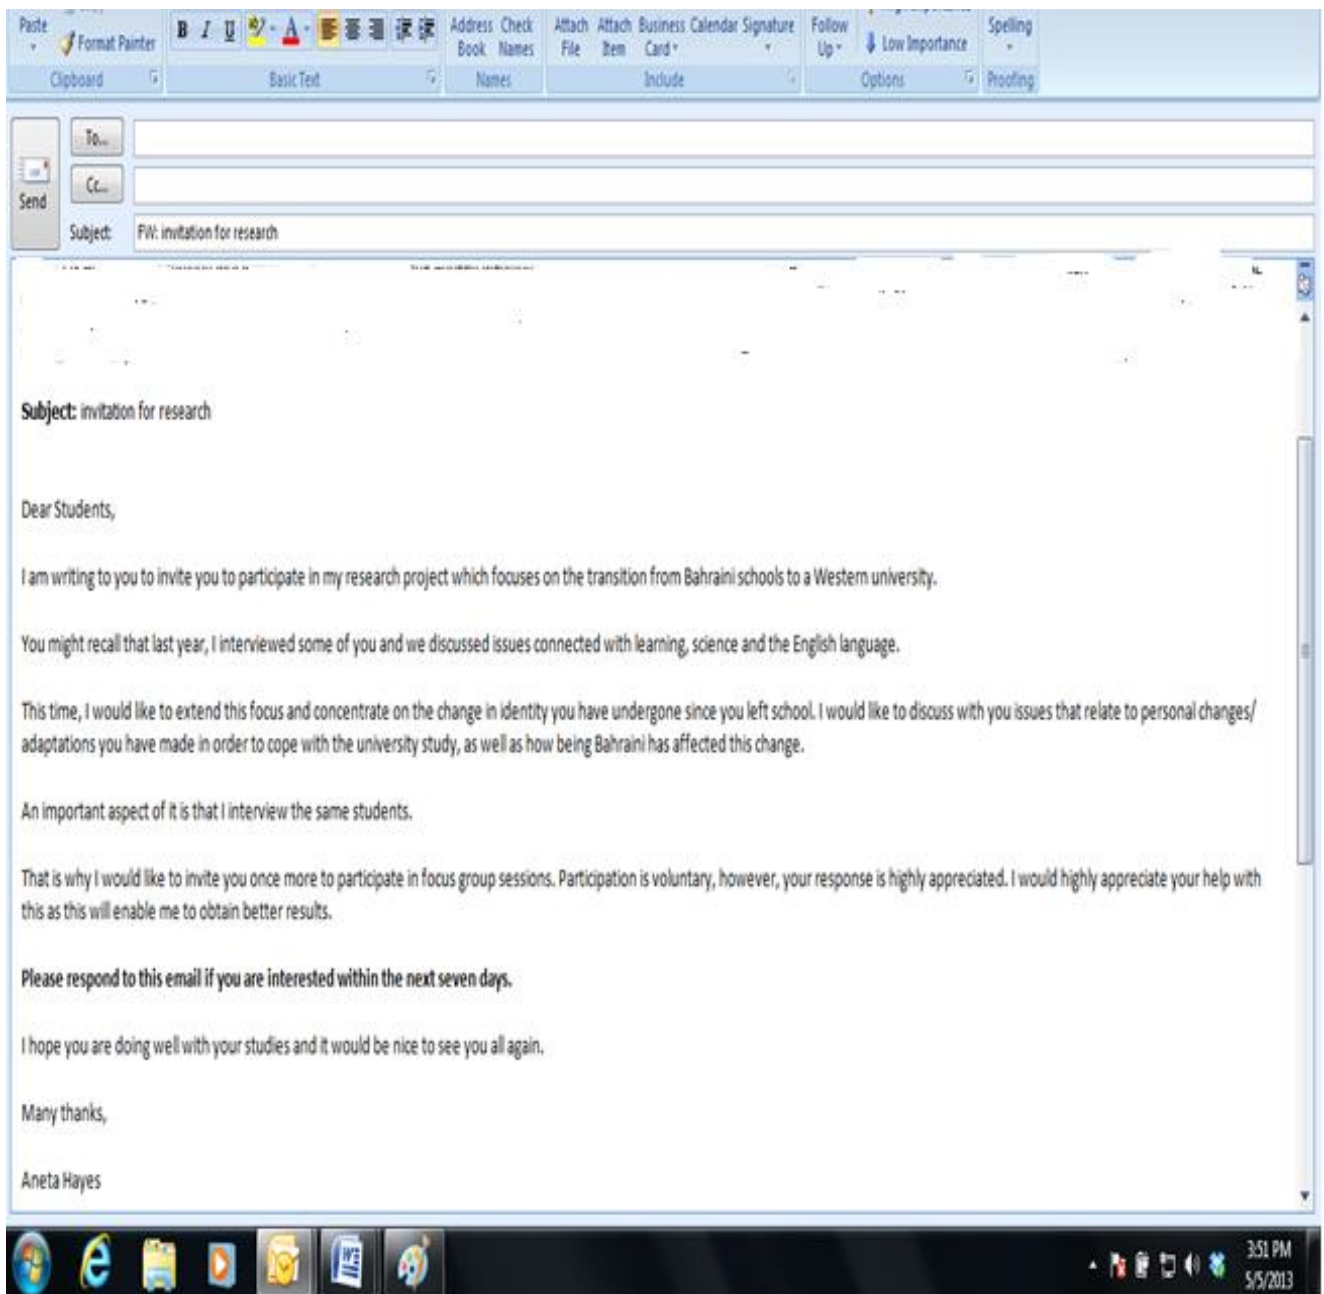 Paste
Format Painter
B I U A
Address Check
Book Names
Attach Attach Business Calendar Signature
File Item Card
Follow
Up
Low Importance
Spelling
Clipboard
Basic Text
Names
Include
Options
Proofing
To...
Cc...
Send
Subject: FW: invitation for research
Subject: invitation for research
Dear Students,
I am writing to you to invite you to participate in my research project which focuses on the transition from Bahraini schools to a Western university.
You might recall that last year, I interviewed some of you and we discussed issues connected with learning, science and the English language.
This time, I would like to extend this focus and concentrate on the change in identity you have undergone since you left school. I would like to discuss with you issues that relate to personal changes/
adaptations you have made in order to cope with the university study, as well as how being Bahraini has affected this change.
An important aspect of it is that I interview the same students.
That is why I would like to invite you once more to participate in focus group sessions. Participation is voluntary, however, your response is highly appreciated. I would highly appreciate your help with
this as this will enable me to obtain better results.
Please respond to this email if you are interested within the next seven days.
I hope you are doing well with your studies and it would be nice to see you all again.
Many thanks,
Aneta Hayes
3:51 PM
5/5/2013